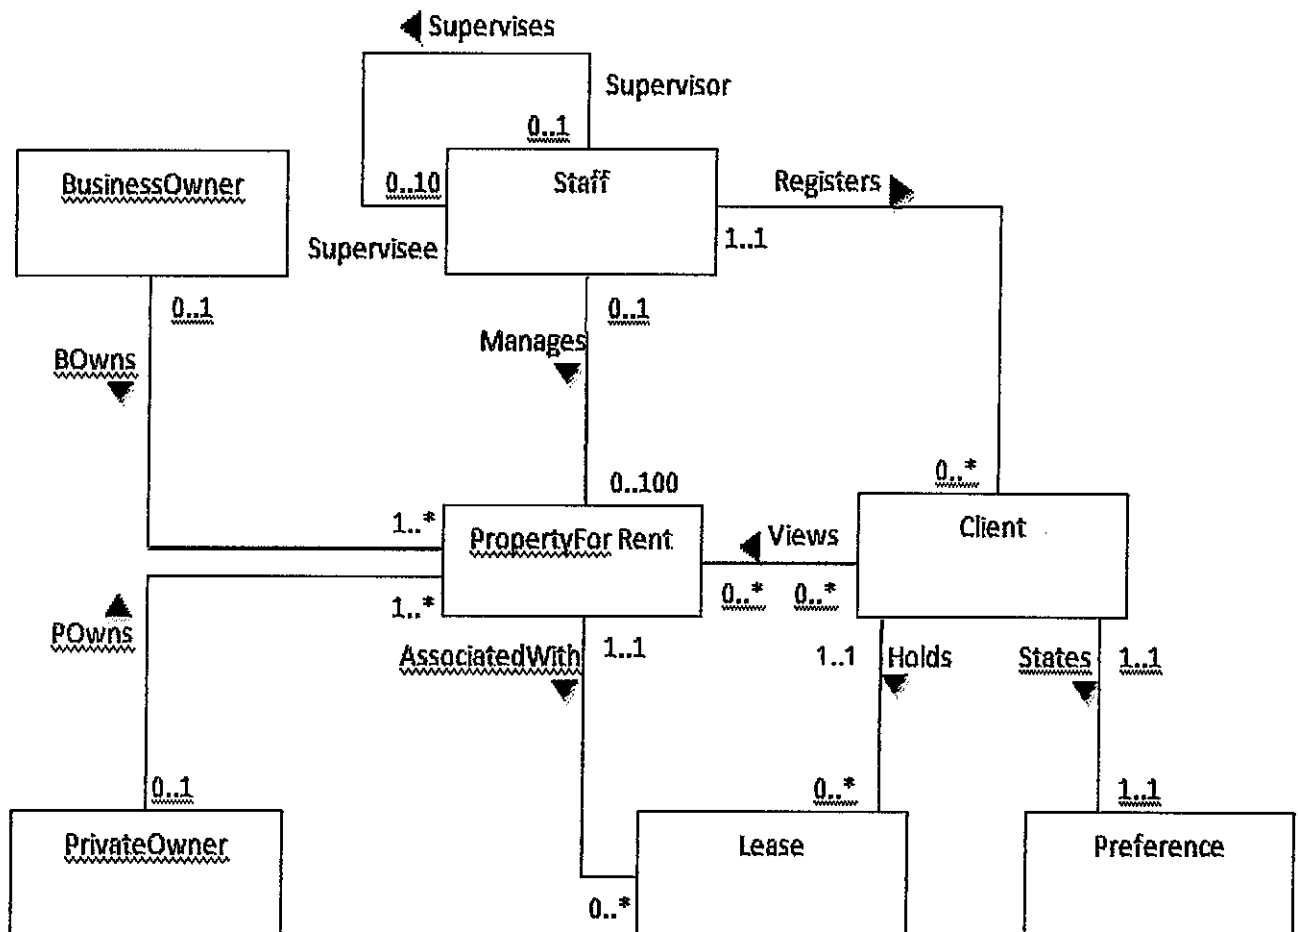 Supervises
Supervisor
0..1
BusinessOwner
0..10
Staff
Registers
Supervisee
1..1
0..1
0..1
Manages
BOwns
0..100
0..*
1..*
PropertyFor Rent
Views
Client
0..*
0..*
1..*
POwns
AssociatedWith
1..1
1..1
Holds
States
1..1
0..1
0..*
1..1
PrivateOwner
Lease
Preference
0..*